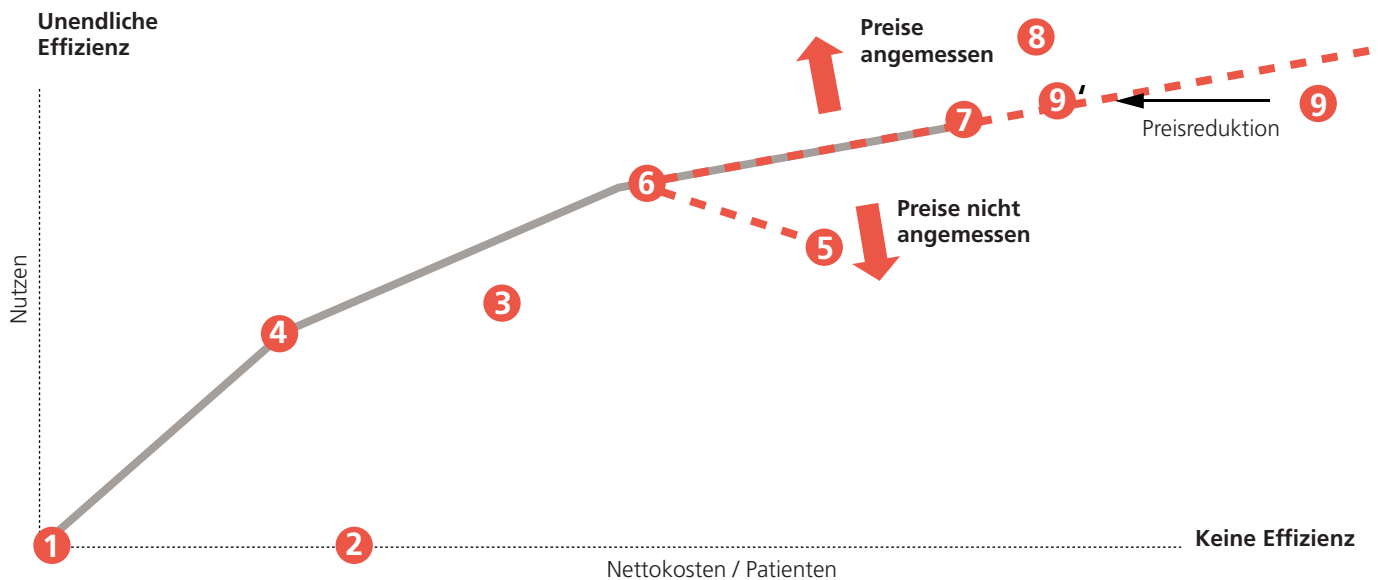 Unendliche
Effizienz
Preise
angemessen
8
9'
9
7
Preisreduktion
6
Preise nicht
angemessen
5
3
4
Nutzen
1
2
Keine Effizienz
Nettokosten / Patienten